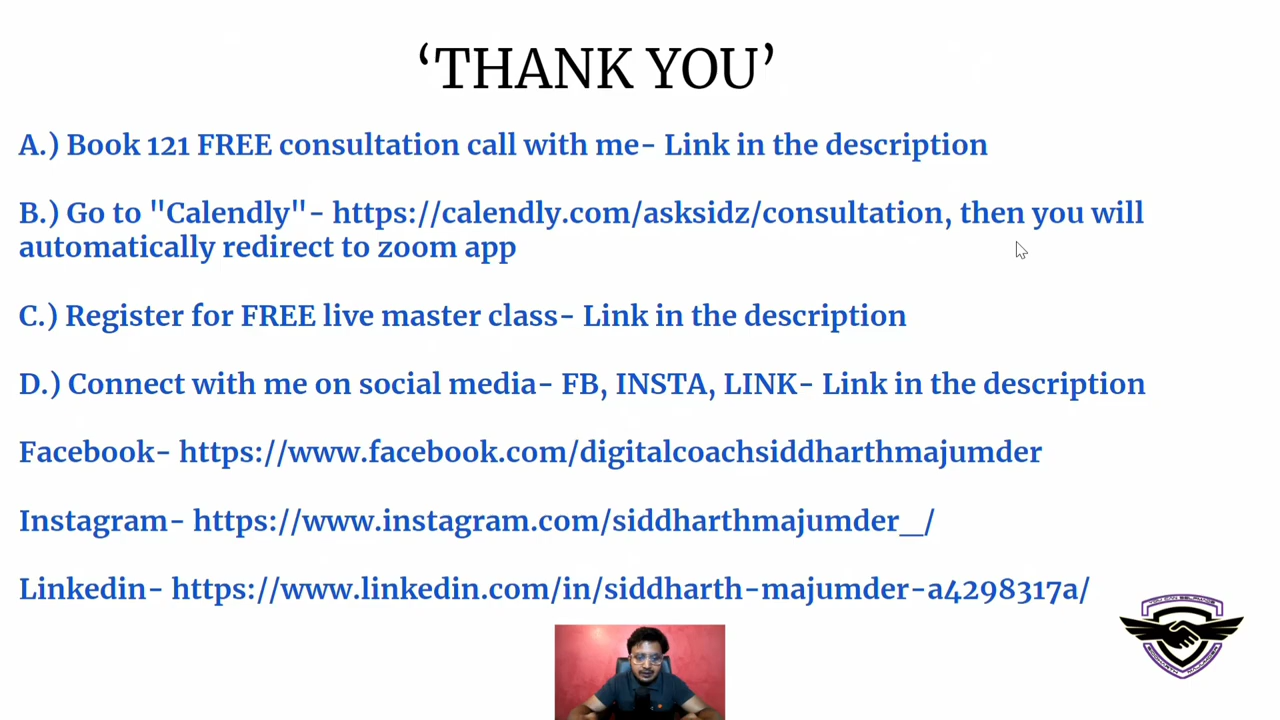 ‘THANK YOU’
A.) Book 121 FREE consultation call with me- Link in the description
B.) Go to "Calendly"- https://calendly.com/asksidz/consultation, then you will
automatically redirect to zoom app
C.) Register for FREE live master class- Link in the description
D.) Connect with me on social media- FB, INSTA, LINK- Link in the description
Facebook- https://www.facebook.com/digitalcoachsiddharthmajumder
Instagram- https://www.instagram.com/siddharthmajumder_/
Linkedin- https://www.linkedin.com/in/siddharth-majumder-a4298317a/
SIDDHARTH MAJUMDER